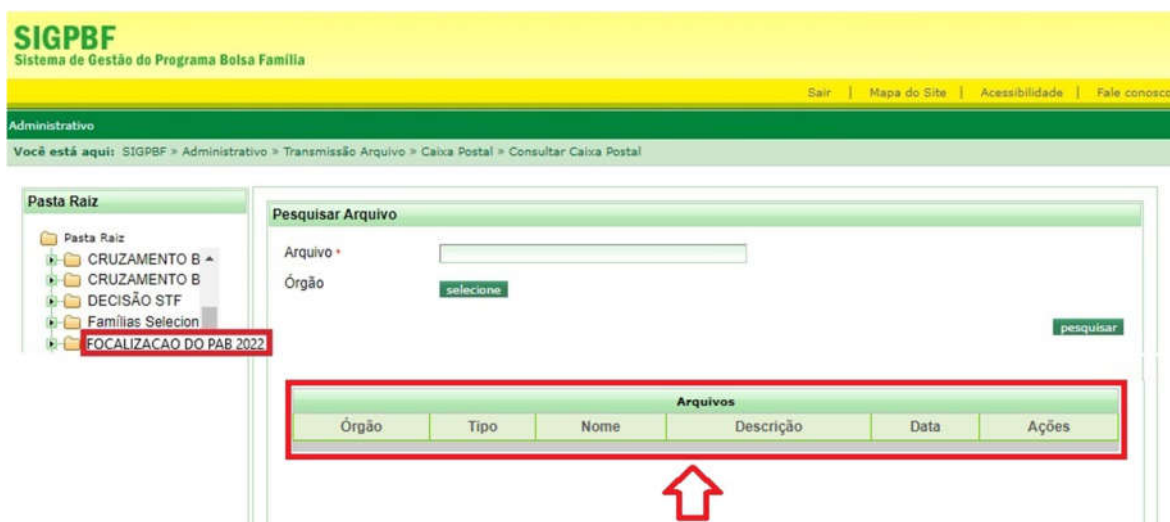 SIGPBF
Sistema de Gestão do Programa Bolsa Família
Sair | Mapa do Site | Acessibilidade | Fale conosco
Administrativo
Você está aqui: SIGPBF » Administrativo » Transmissão Arquivo » Caixa Postal » Consultar Caixa Postal
Pasta Raiz
Pasta Raiz
CRUZAMENTO B
CRUZAMENTO B
DECISÃO STF
Famílias Selecion
FOCALIZACAO DO PAB 2022
Pesquisar Arquivo
Arquivo *
Órgão selecione
pesquisar
Arquivos
Órgão Tipo Nome Descrição Data Ações